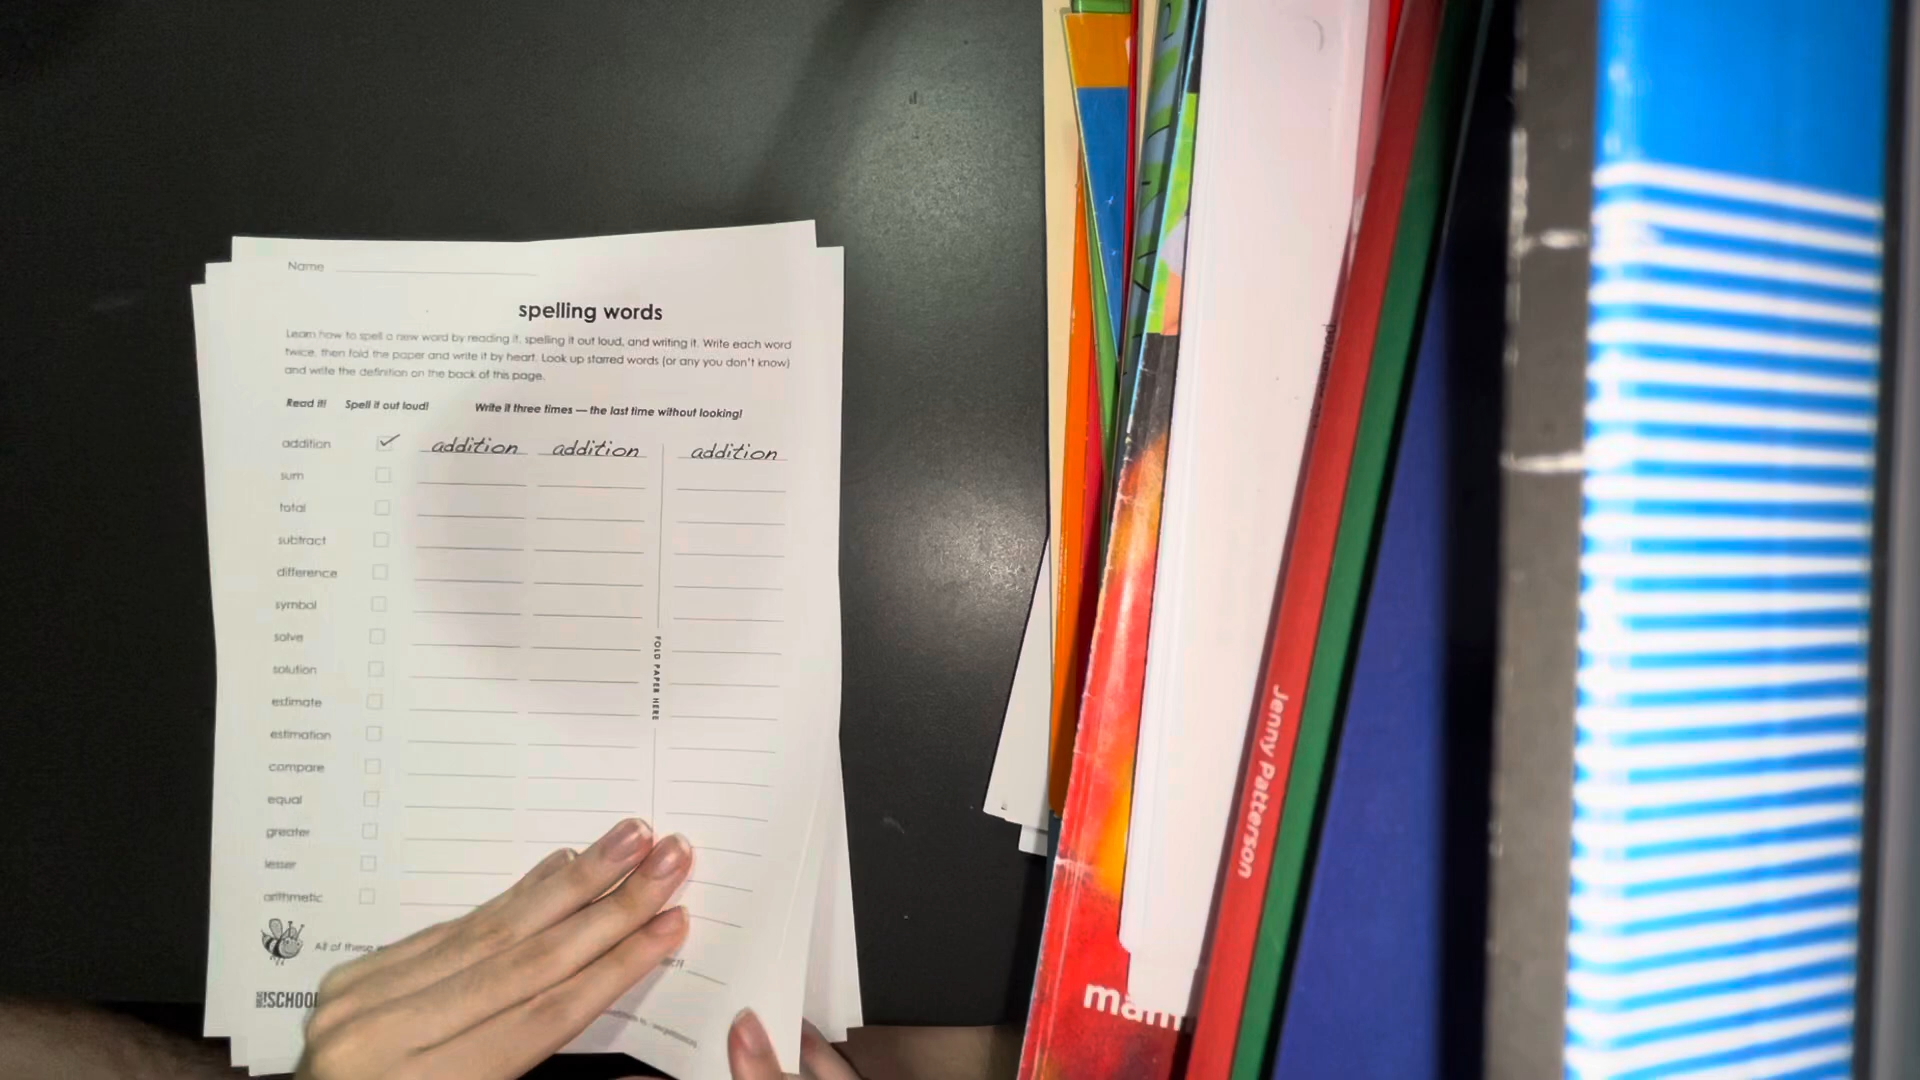 Name
spelling words
Learn how to spell a new word by reading it, spelling it out loud, and writing it. Write each word
twice, then fold the paper and write it by heart. Look up starred words (or any you don't know)
and write the definition on the back of this page.
Read it! Spell it out loud! Write it three times — the last time without looking!
addition addition addition addition
sum
total
subtract
difference
symbol
solve
solution
estimate
estimation
compare
equal
greater
lesser
arithmetic
FOLD PAPER HERE
All of these
SCHOOL
Jenny Patterson